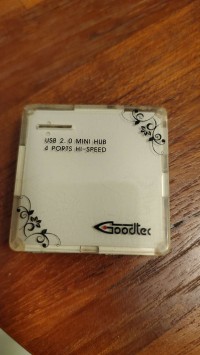 USB 2.0 MINI HUB
4 PORTS HI-SPEED
Goodtec